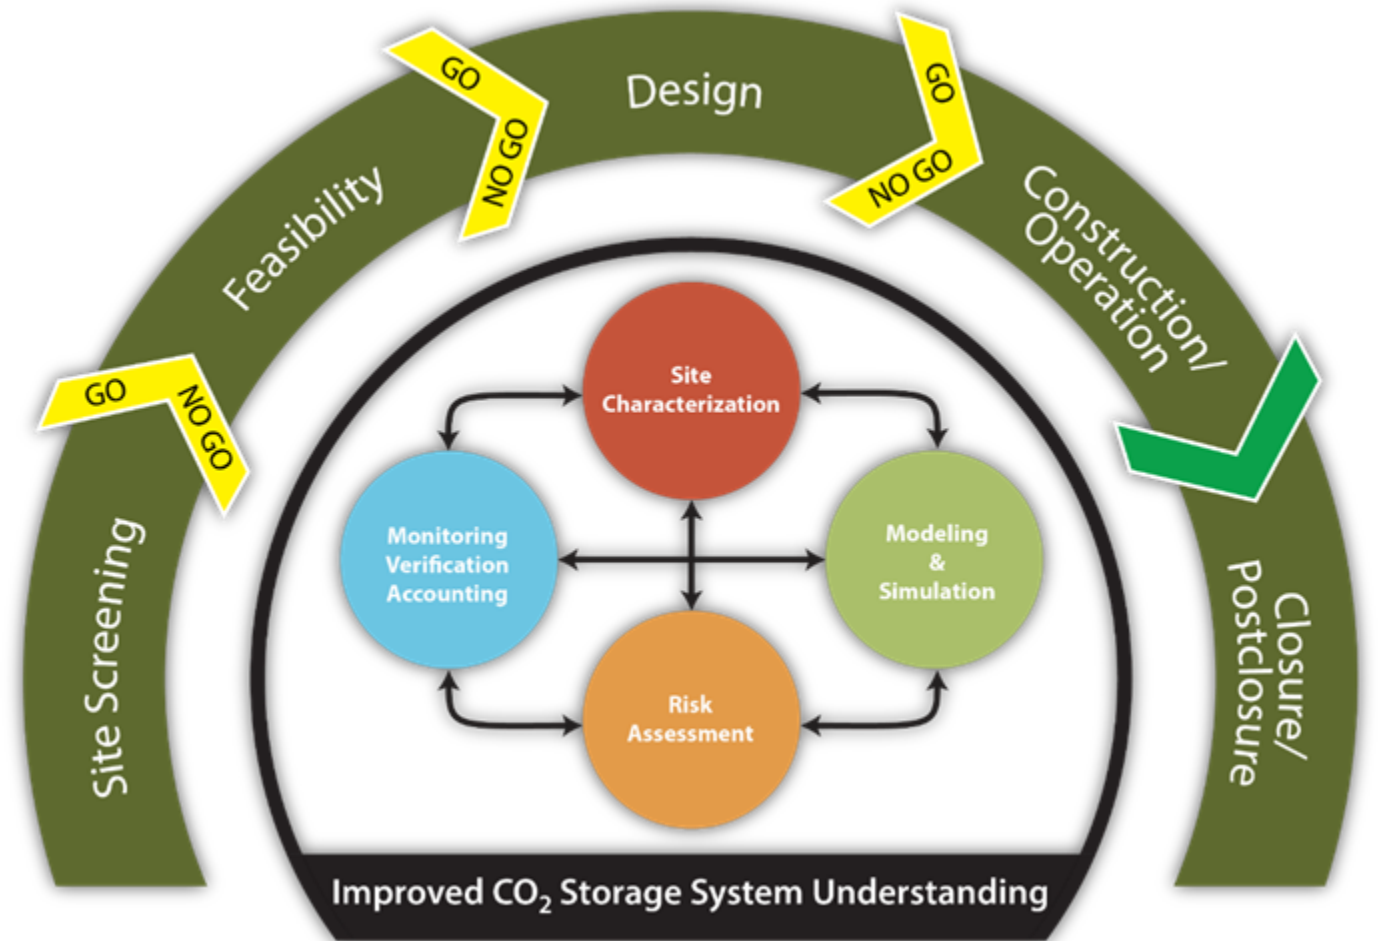 Site Screening
GO
NO GO
Feasibility
GO
NO GO
Design
GO
NO GO
Construction/
Operation
Closure/
Postclosure
Site
Characterization
Monitoring
Verification
Accounting
Modeling
&
Simulation
Risk
Assessment
Improved CO₂ Storage System Understanding